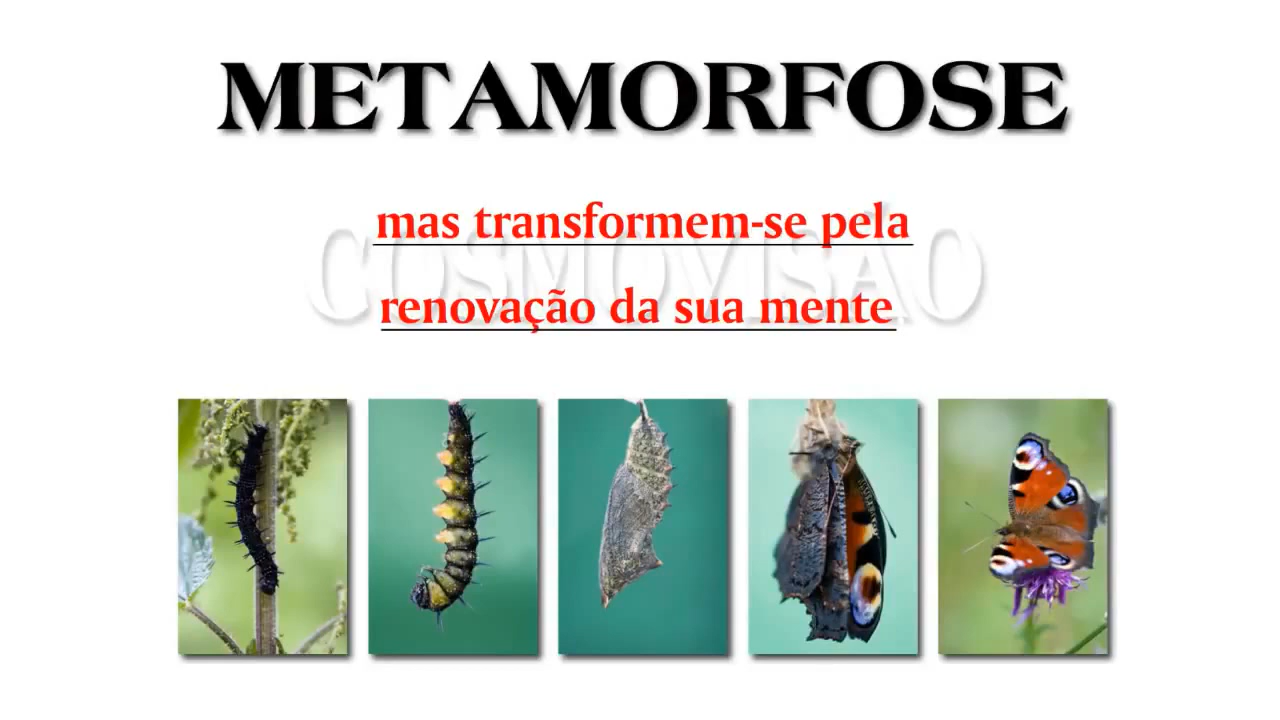 METAMORFOSE
mas transformem-se pela
COSMOVISÃO
renovação da sua mente